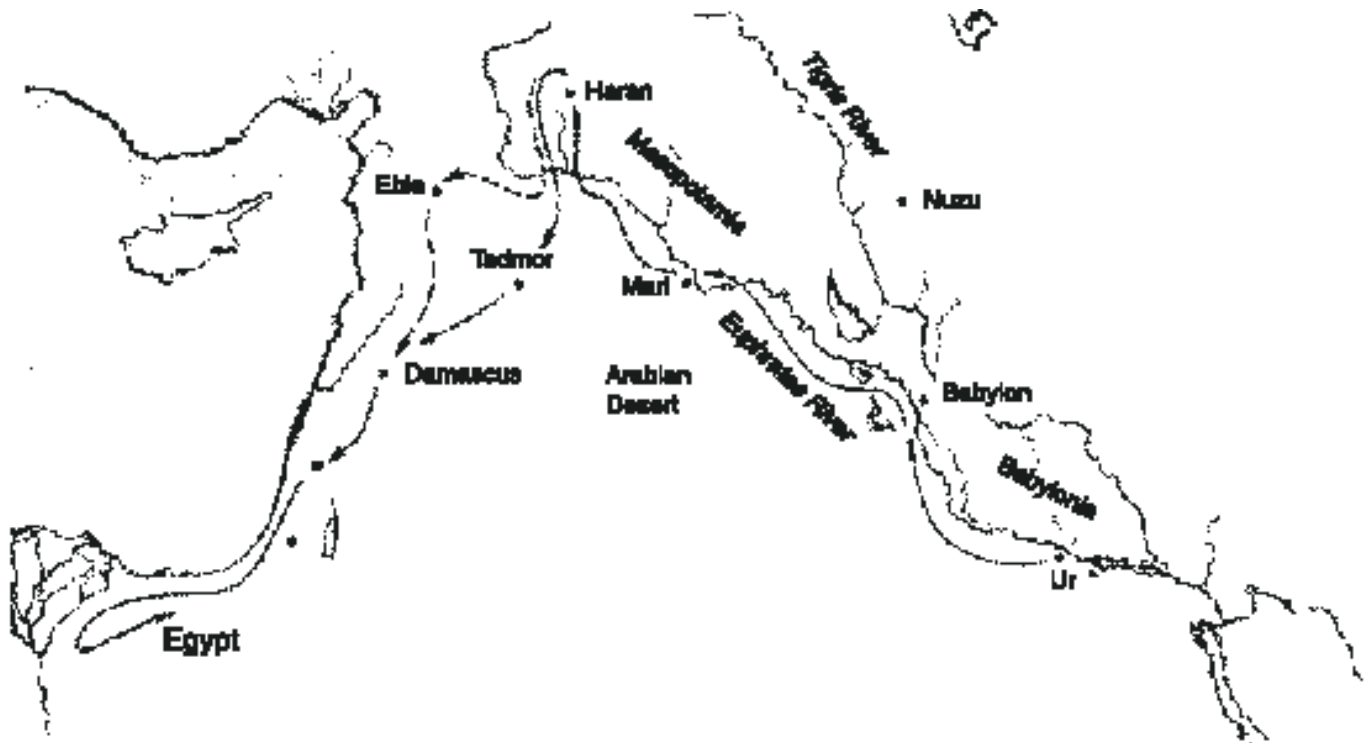 Haran
Tigris River
Mesopotamia
Ebla
Nuzu
Tadmor
Mari
Euphrates River
Damascus
Arabian
Desert
Babylon
Babylonia
Ur
Egypt